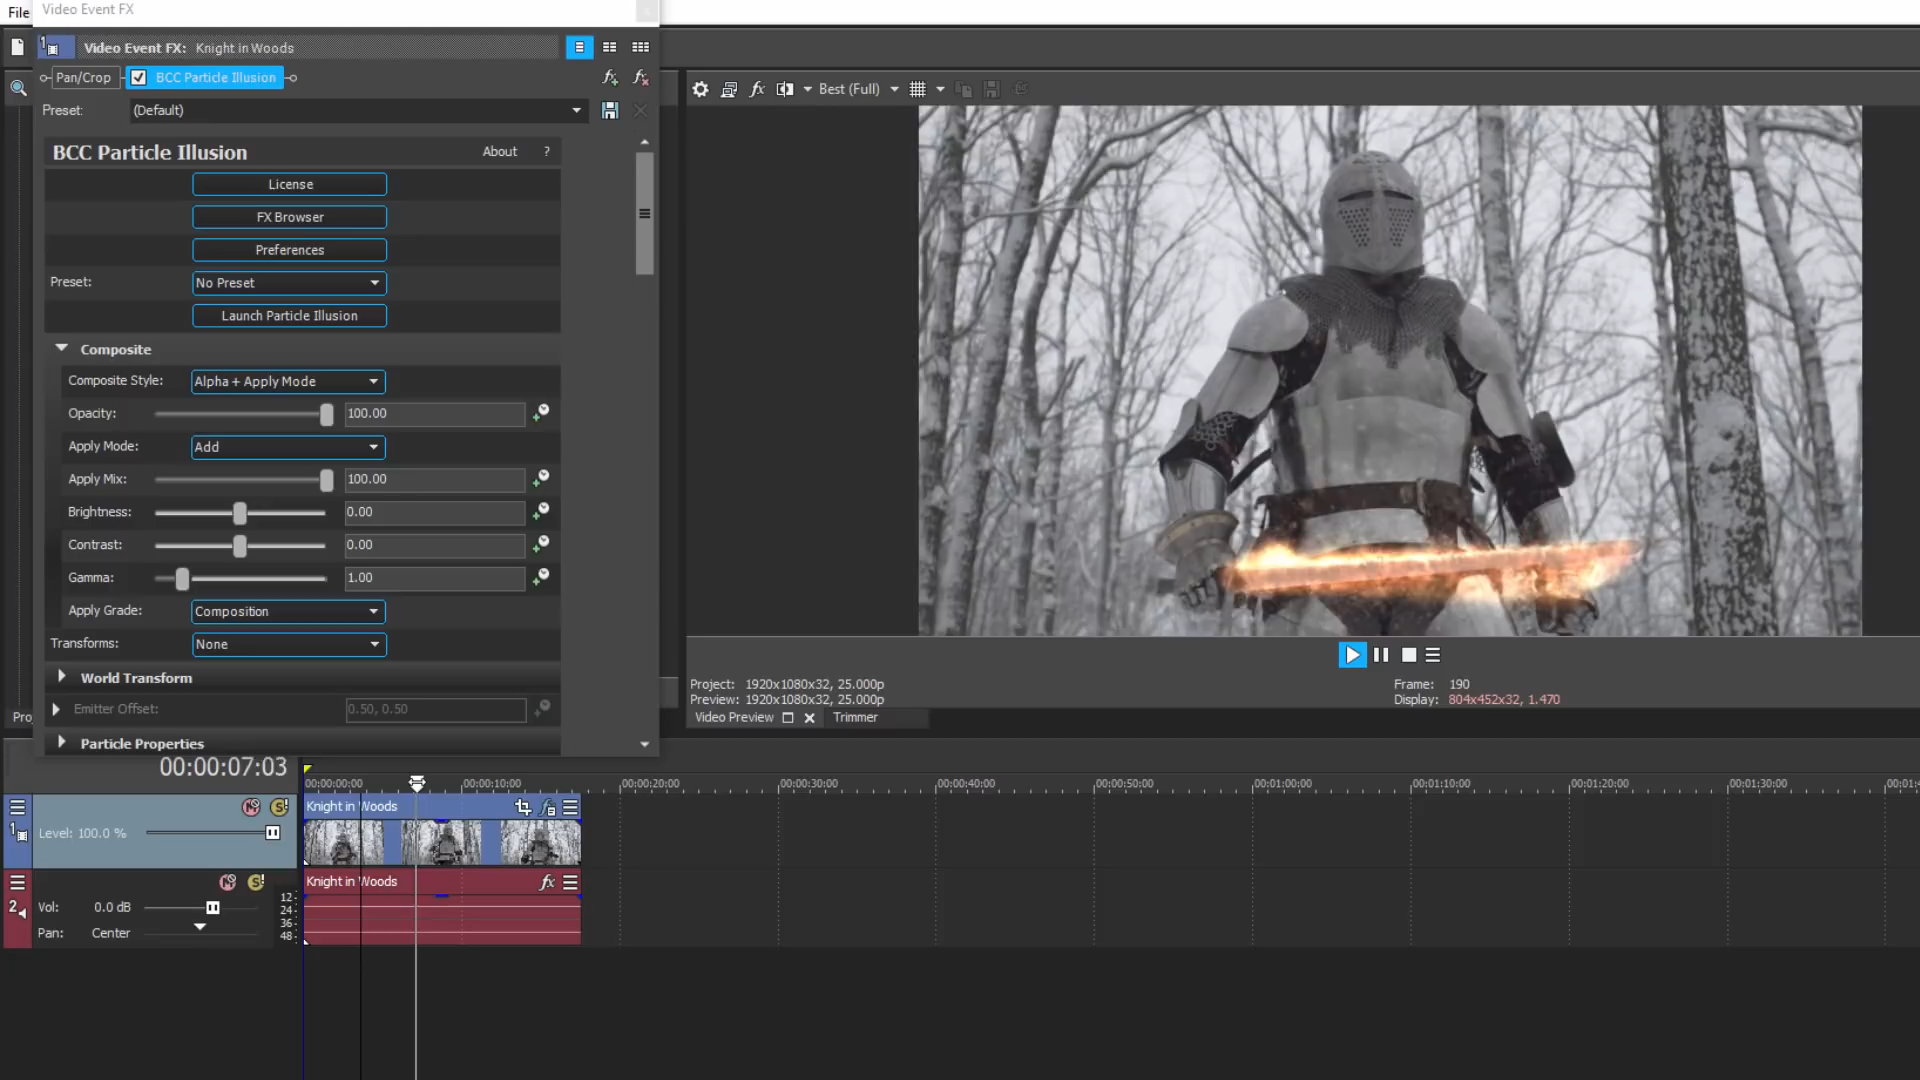 Video Event FX
File
Video Event FX: Knight in Woods
Pan/Crop
BCC Particle Illusion
Preset: (Default)
BCC Particle Illusion
About ?
License
FX Browser
Preferences
Preset: No Preset
Launch Particle Illusion
Composite
Composite Style: Alpha + Apply Mode
Opacity: 100.00
Apply Mode: Add
Apply Mix: 100.00
Brightness: 0.00
Contrast: 0.00
Gamma: 1.00
Apply Grade: Composition
Transforms: None
World Transform
Emitter Offset: 0.50, 0.50
Particle Properties
fx Best (Full)
Project: 1920x1080x32, 25.000p
Preview: 1920x1080x32, 25.000p
Frame: 190
Display: 804x452x32, 1.470
Video Preview
Trimmer
Proj
00:00:07:03
00:00:00:00 00:00:10:00 00:00:20:00 00:00:30:00 00:00:40:00 00:00:50:00 00:01:00:00 00:01:10:00 00:01:20:00 00:01:30:00 00:01:4
1
Level: 100.0 %
M S
Knight in Woods
2
Vol: 0.0 dB
Pan: Center
M S
12
24
36
48
Knight in Woods fx